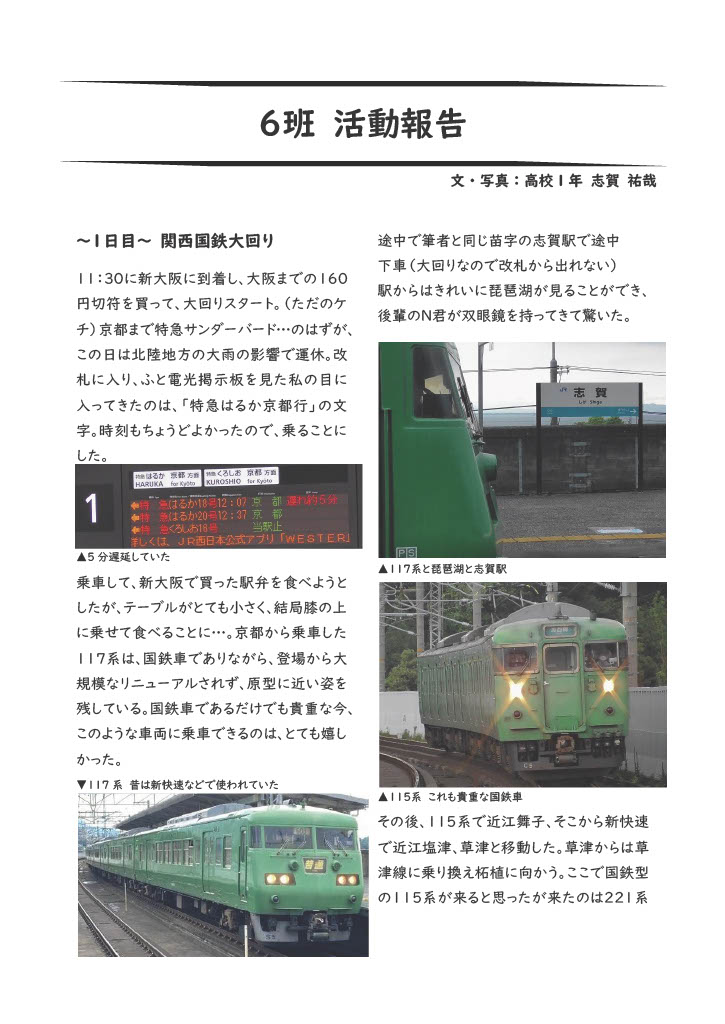 6班 活動報告
文・写真：高校1年 志賀 祐哉
～1日目～ 関西国鉄大回り
11：30に新大阪に到着し、大阪までの160
円切符を買って、大回りスタート。（ただのケ
チ）京都まで特急サンダーバード…のはずが、
この日は北陸地方の大雨の影響で運休。改
札に入り、ふと電光掲示板を見た私の目に
入ってきたのは、「特急はるか京都行」の文
字。時刻もちょうどよかったので、乗ることに
した。
特急 はるか 京都 方面
HARUKA for Kyoto
特急 くろしお 京都 方面
KUROSHIO for Kyoto
1
←特 急はるか18号12:07 京 都 遅れ約5分
←特 急はるか20号12:37 京 都
←特 急くろしお16号 当駅止
詳しくは、JR西日本公式アプリ「WESTER」
▲5分遅延していた
乗車して、新大阪で買った駅弁を食べようと
したが、テーブルがとても小さく、結局膝の上
に乗せて食べることに…。京都から乗車した
117系は、国鉄車でありながら、登場から大
規模なリニューアルされず、原型に近い姿を
残している。国鉄車であるだけでも貴重な今、
このような車両に乗車できるのは、とても嬉し
かった。
▼117系 昔は新快速などで使われていた
普通
途中で筆者と同じ苗字の志賀駅で途中
下車（大回りなので改札から出れない）
駅からはきれいに琵琶湖が見ることができ、
後輩のN君が双眼鏡を持ってきて驚いた。
志賀
しが Shiga
PS
▲117系と琵琶湖と志賀駅
▲115系 これも貴重な国鉄車
その後、115系で近江舞子、そこから新快速
で近江塩津、草津と移動した。草津からは草
津線に乗り換え柘植に向かう。ここで国鉄型
の115系が来ると思ったが来たのは221系